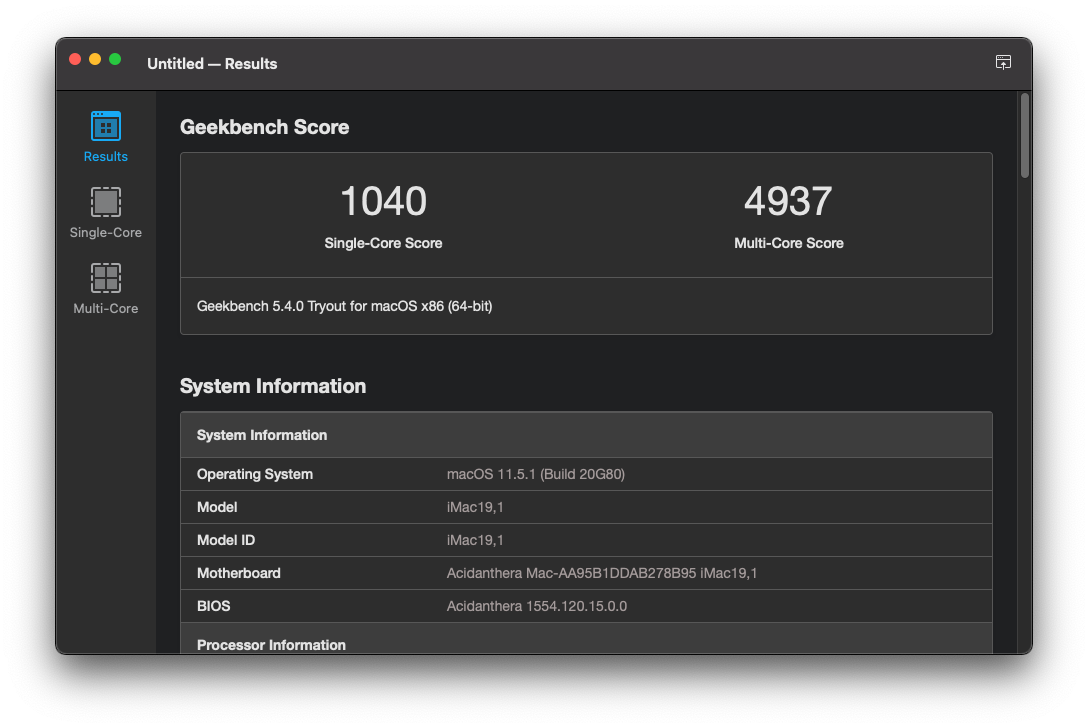 Untitled — Results
Results
Single-Core
Multi-Core
Geekbench Score
1040
Single-Core Score
4937
Multi-Core Score
Geekbench 5.4.0 Tryout for macOS x86 (64-bit)
System Information
System Information
Operating System macOS 11.5.1 (Build 20G80)
Model iMac19,1
Model ID iMac19,1
Motherboard Acidanthera Mac-AA95B1DDAB278B95 iMac19,1
BIOS Acidanthera 1554.120.15.0.0
Processor Information